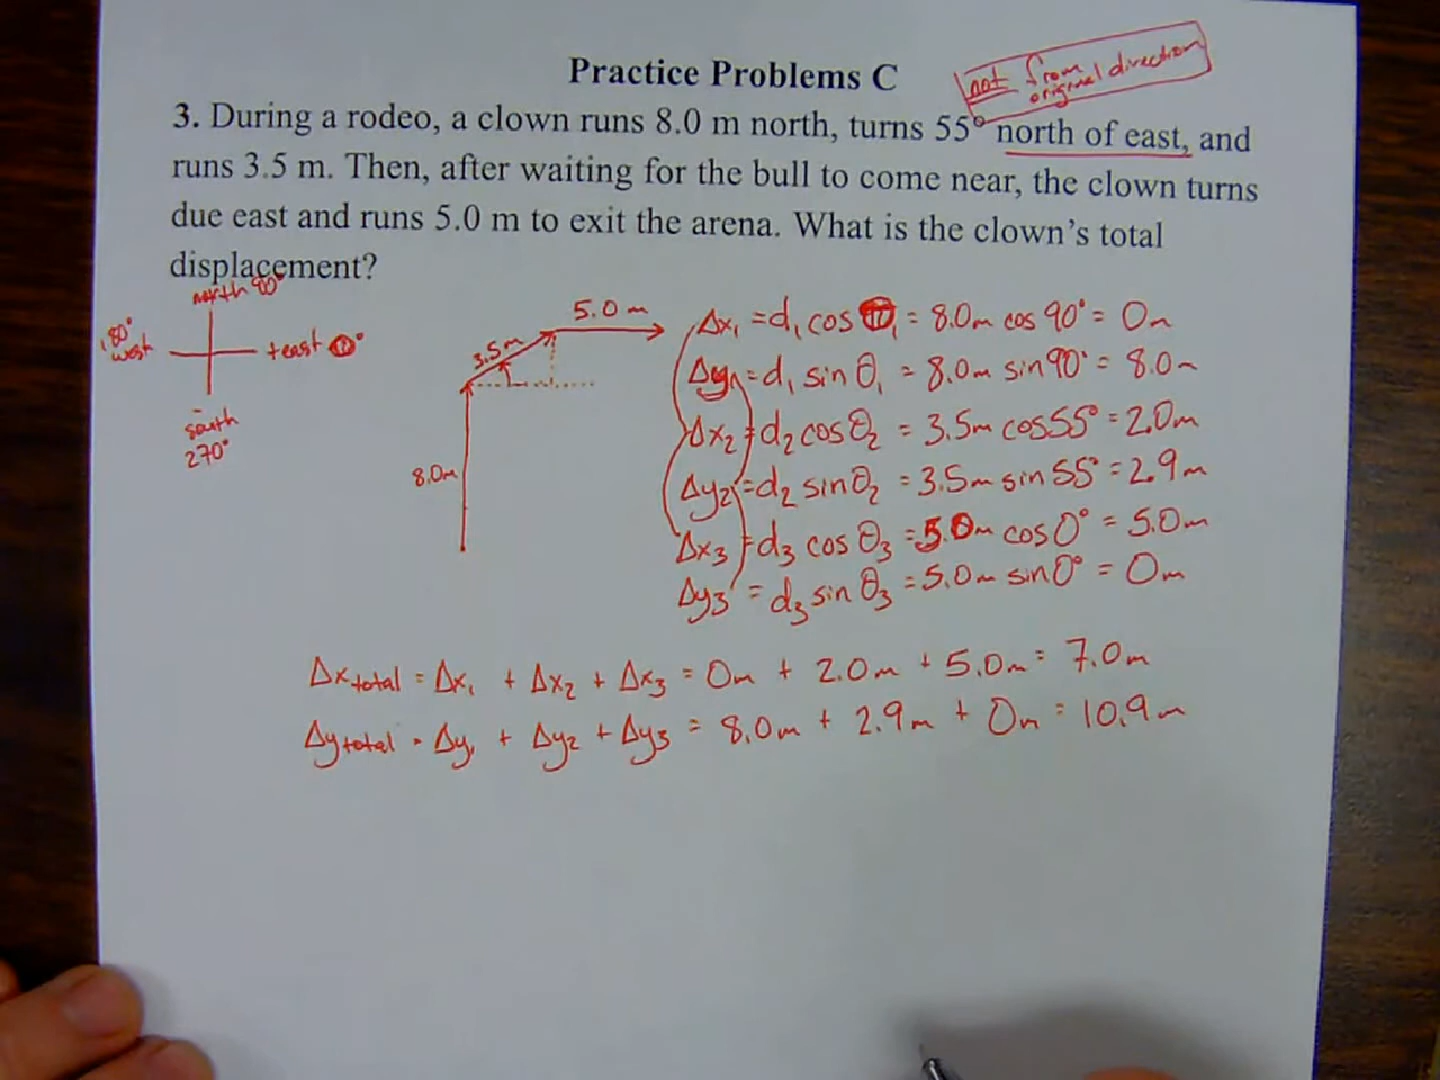 Practice Problems C
not from
original direction
3. During a rodeo, a clown runs 8.0 m north, turns 55° north of east, and
runs 3.5 m. Then, after waiting for the bull to come near, the clown turns
due east and runs 5.0 m to exit the arena. What is the clown's total
displacement?
north 90°
180°
west
east 0°
south
270°
5.0 m
3.5m
8.0m
Δx₁ = d₁ cos θ₁ = 8.0m cos 90° = 0m
Δy₁ = d₁ sin θ₁ = 8.0m sin 90° = 8.0m
Δx₂ = d₂ cos θ₂ = 3.5m cos 55° = 2.0m
Δy₂ = d₂ sin θ₂ = 3.5m sin 55° = 2.9m
Δx₃ = d₃ cos θ₃ = 5.0m cos 0° = 5.0m
Δy₃ = d₃ sin θ₃ = 5.0m sin 0° = 0m
Δx total = Δx₁ + Δx₂ + Δx₃ = 0m + 2.0m + 5.0m = 7.0m
Δy total = Δy₁ + Δy₂ + Δy₃ = 8.0m + 2.9m + 0m = 10.9m